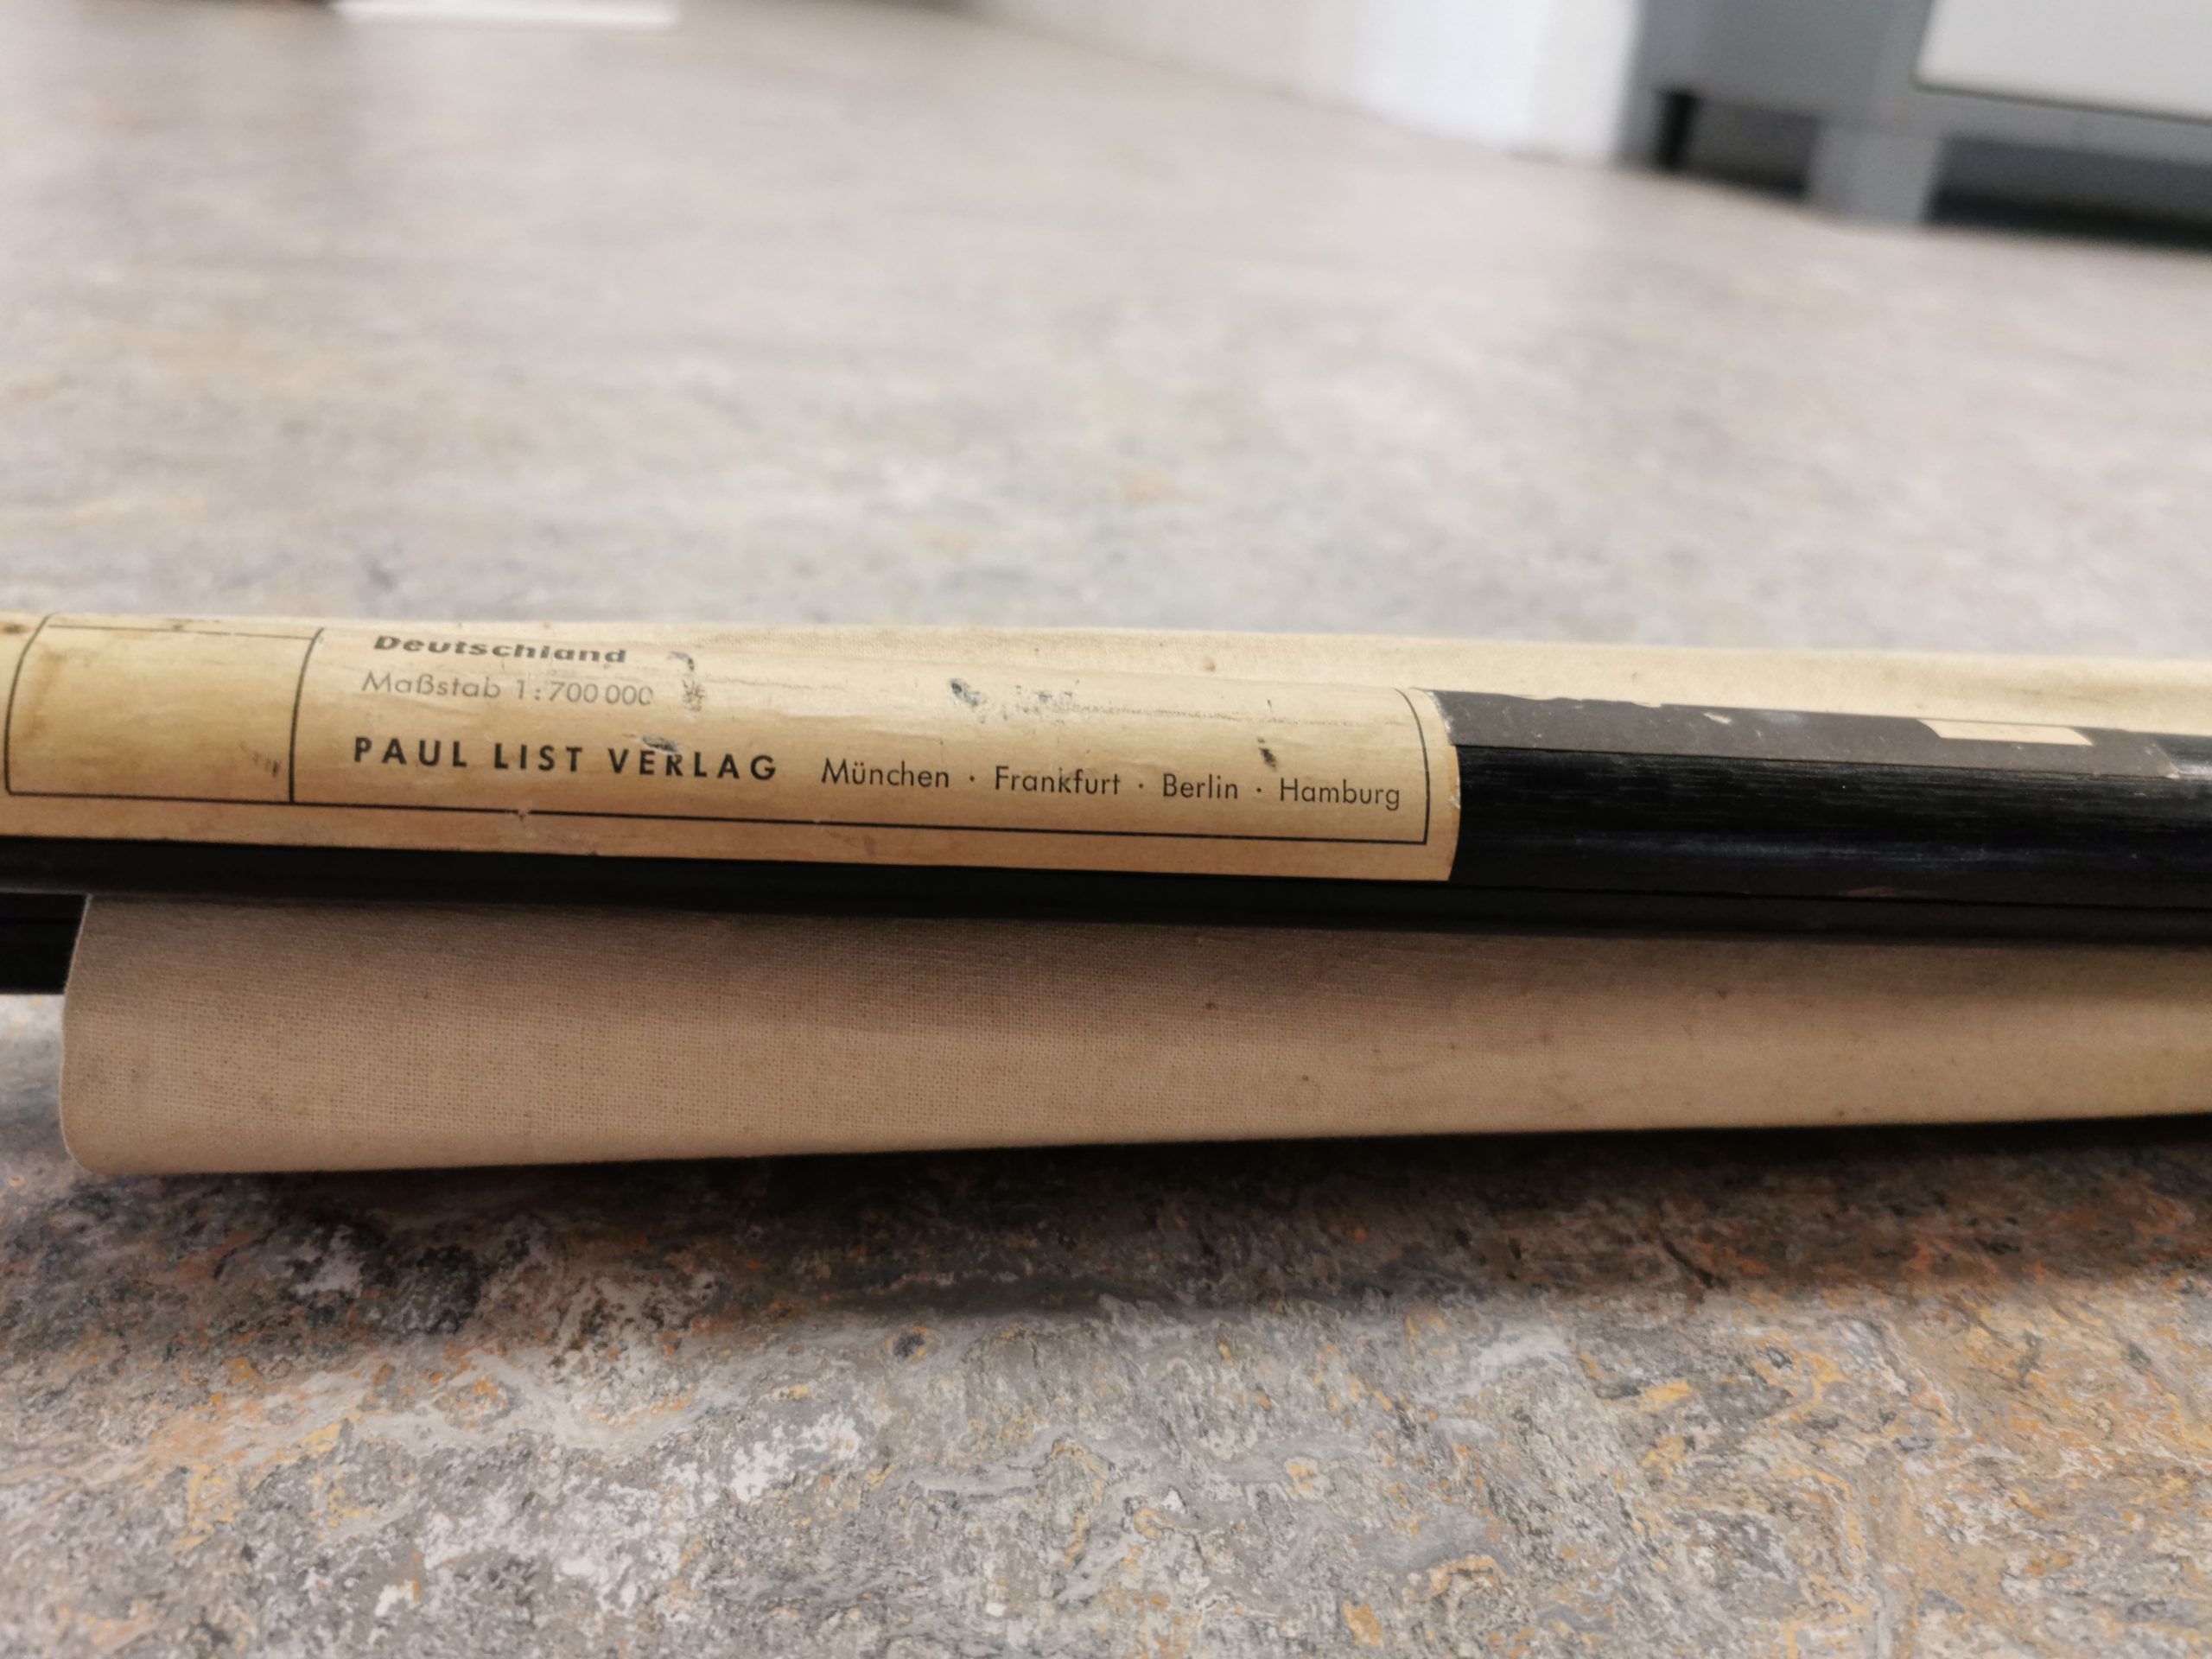 Deutschland
Maßstab 1:700 000
PAUL LIST VERLAG München · Frankfurt · Berlin · Hamburg